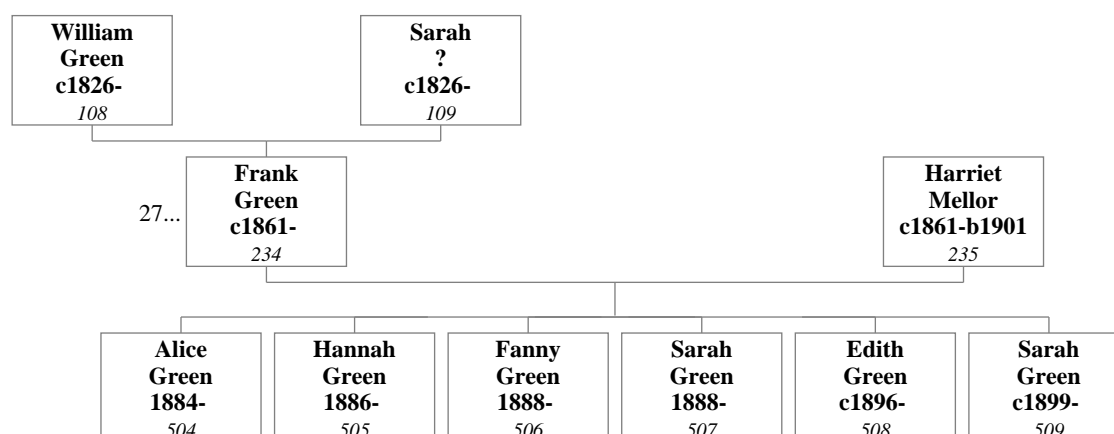 William
Green
c1826-
108
Sarah
?
c1826-
109
27...
Frank
Green
c1861-
234
Harriet
Mellor
c1861-b1901
235
Alice
Green
1884-
504
Hannah
Green
1886-
505
Fanny
Green
1888-
506
Sarah
Green
1888-
507
Edith
Green
c1896-
508
Sarah
Green
c1899-
509